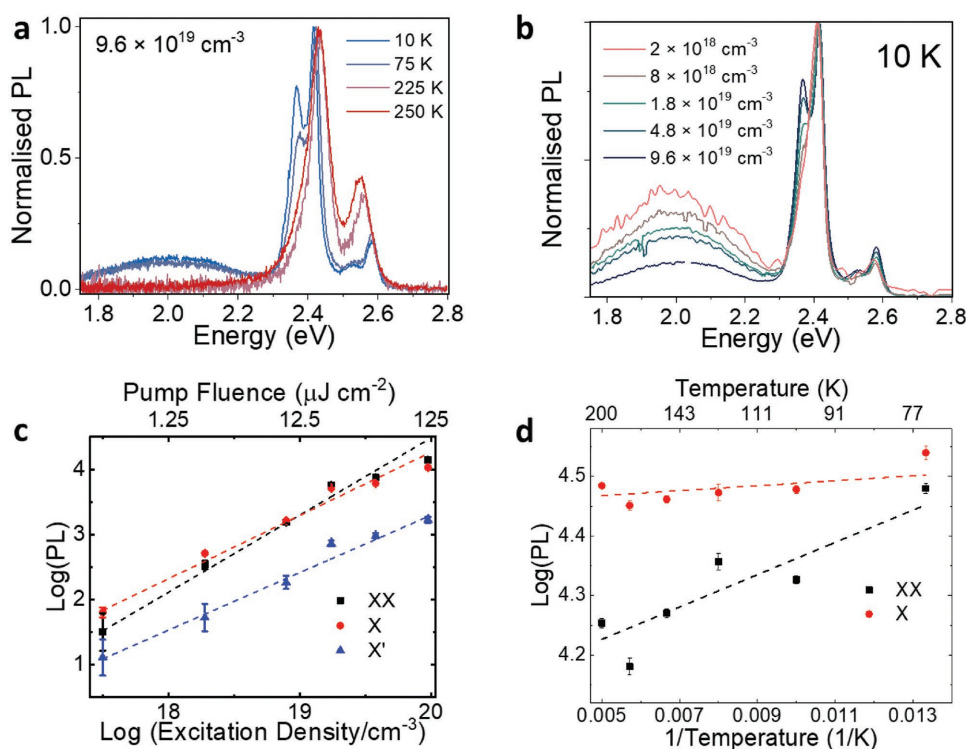 a
9.6 × 10¹⁹ cm⁻³
10 K
75 K
225 K
250 K
1.0
0.5
0.0
Normalised PL
1.8 2.0 2.2 2.4 2.6 2.8
Energy (eV)
b
10 K
2 × 10¹⁸ cm⁻³
8 × 10¹⁸ cm⁻³
1.8 × 10¹⁹ cm⁻³
4.8 × 10¹⁹ cm⁻³
9.6 × 10¹⁹ cm⁻³
Normalised PL
1.8 2.0 2.2 2.4 2.6 2.8
Energy (eV)
c
Pump Fluence (μJ cm⁻²)
1.25 12.5 125
4
3
2
1
Log(PL)
XX
X
X'
18 19 20
Log (Excitation Density/cm⁻³)
d
Temperature (K)
200 143 111 91 77
4.5
4.4
4.3
4.2
Log(PL)
XX
X
0.005 0.007 0.009 0.011 0.013
1/Temperature (1/K)